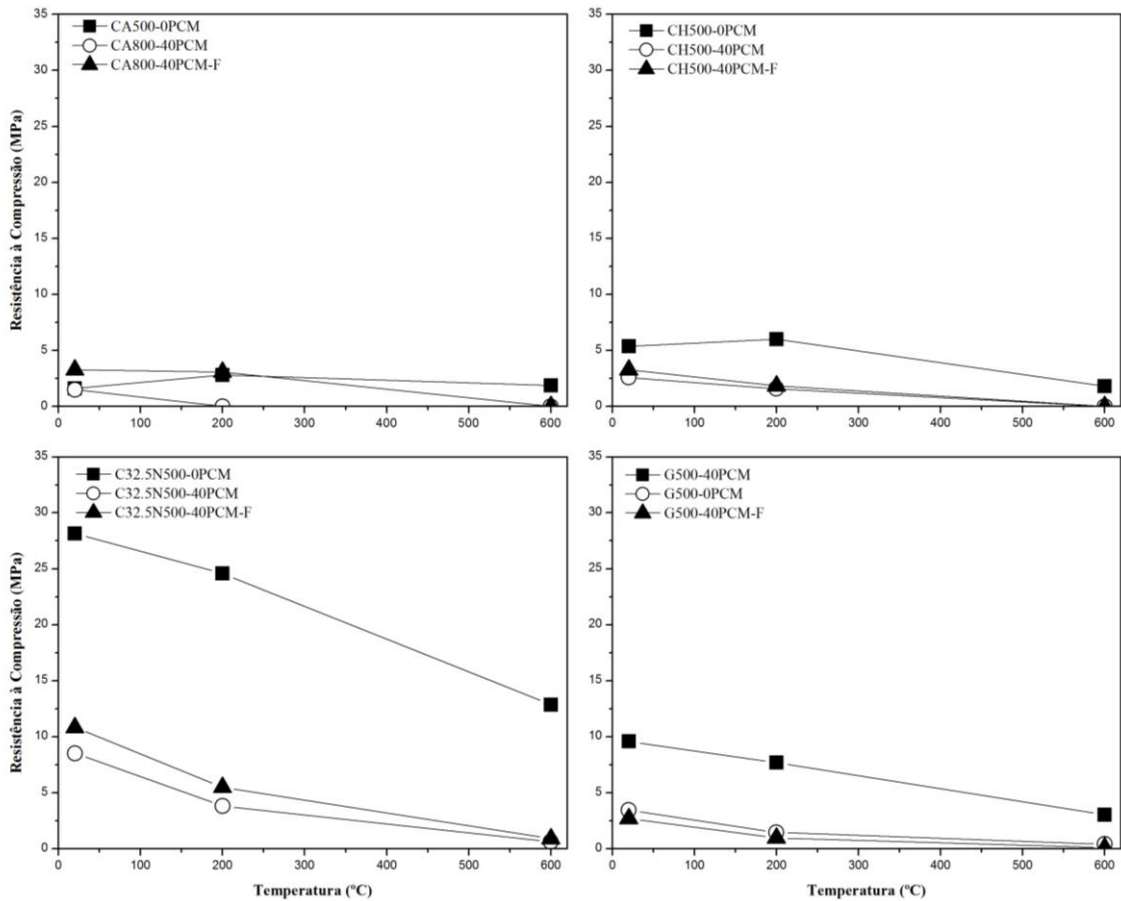 CA500-0PCM
CA800-40PCM
CA800-40PCM-F
Resistência à Compressão (MPa)
35
30
25
20
15
10
5
0
0 100 200 300 400 500 600
CH500-0PCM
CH500-40PCM
CH500-40PCM-F
35
30
25
20
15
10
5
0
0 100 200 300 400 500 600
C32.5N500-0PCM
C32.5N500-40PCM
C32.5N500-40PCM-F
Resistência à Compressão (MPa)
35
30
25
20
15
10
5
0
0 100 200 300 400 500 600
Temperatura (ºC)
G500-40PCM
G500-0PCM
G500-40PCM-F
35
30
25
20
15
10
5
0
0 100 200 300 400 500 600
Temperatura (ºC)